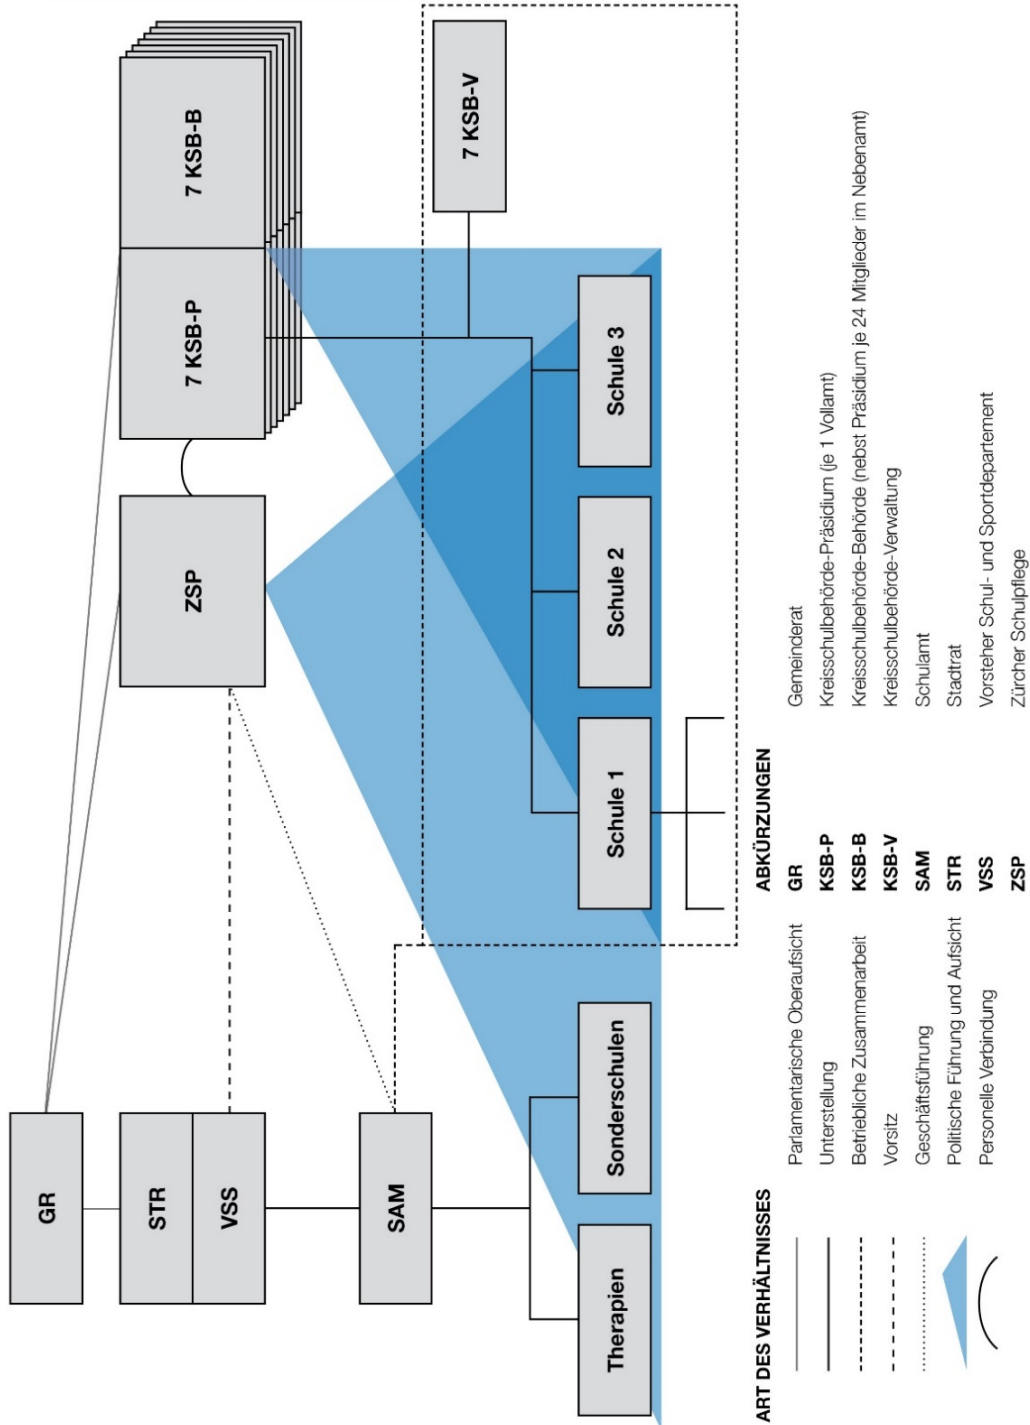 GR
STR
VSS
ZSP
7 KSB-P
7 KSB-B
SAM
7 KSB-V
Therapien
Sonderschulen
Schule 1
Schule 2
Schule 3
ART DES VERHÄLTNISSES
Parlamentarische Oberaufsicht
Unterstellung
Betriebliche Zusammenarbeit
Vorsitz
Geschäftsführung
Politische Führung und Aufsicht
Personelle Verbindung
ABKÜRZUNGEN
GR Gemeinderat
KSB-P Kreisschulbehörde-Präsidium (je 1 Vollamt)
KSB-B Kreisschulbehörde-Behörde (nebst Präsidium je 24 Mitglieder im Nebenamt)
KSB-V Kreisschulbehörde-Verwaltung
SAM Schulamt
STR Stadtrat
VSS Vorsteher Schul- und Sportdepartement
ZSP Zürcher Schulpflege